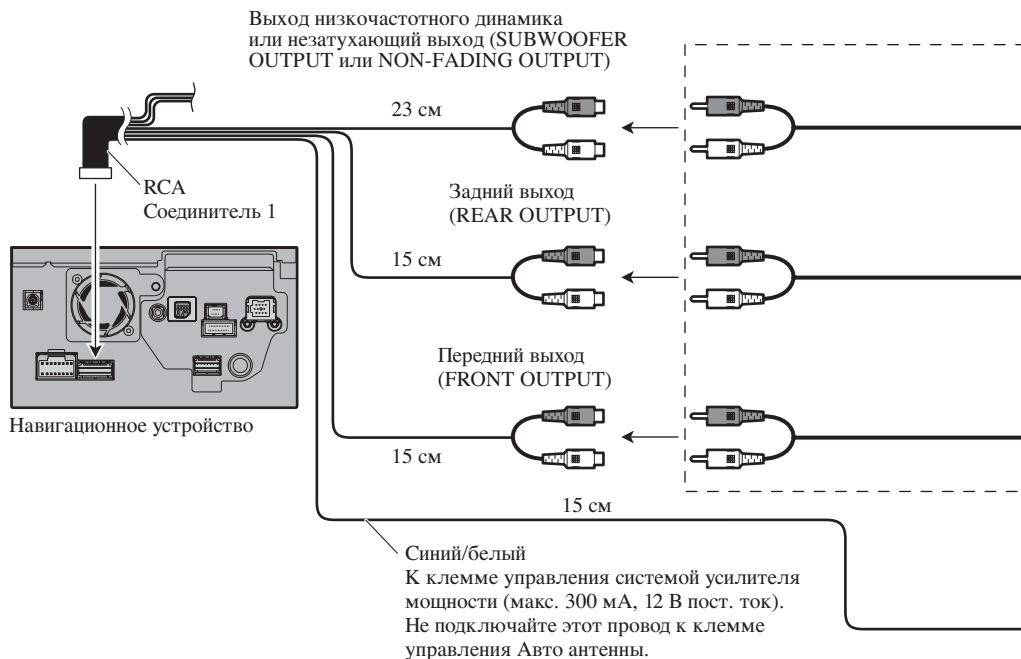 Выход низкочастотного динамика
или незатухающий выход (SUBWOOFER
OUTPUT или NON-FADING OUTPUT)
23 см
RCA
Соединитель 1
Задний выход
(REAR OUTPUT)
15 см
Передний выход
(FRONT OUTPUT)
Навигационное устройство
15 см
15 см
Синий/белый
К клемме управления системой усилителя
мощности (макс. 300 мА, 12 В пост. ток).
Не подключайте этот провод к клемме
управления Авто антенны.